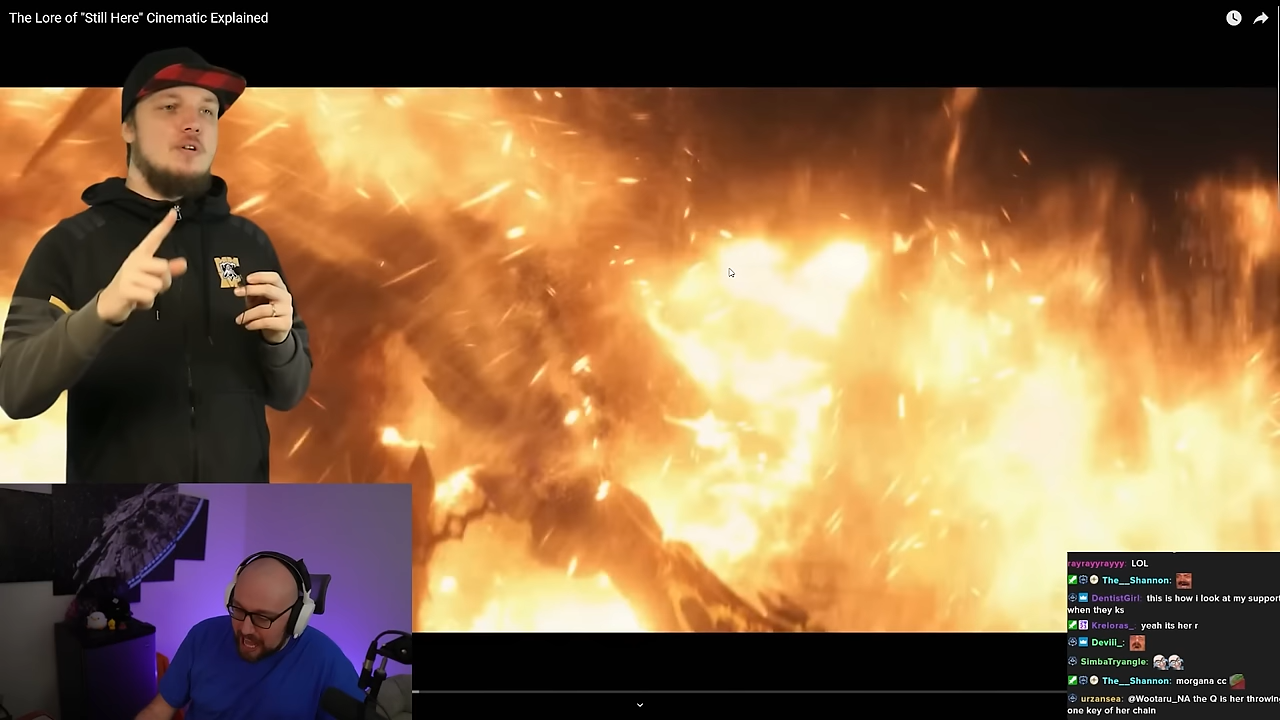 The Lore of "Still Here" Cinematic Explained
rayrayyrayyy: LOL
The__Shannon:
DentistGirl: this is how i look at my support
when they ks
Kreloras_: yeah its her r
Devili_:
SimbaTryangle:
The__Shannon: morgana cc
urzansea: @Wootaru_NA the Q is her throwin
one key of her chain